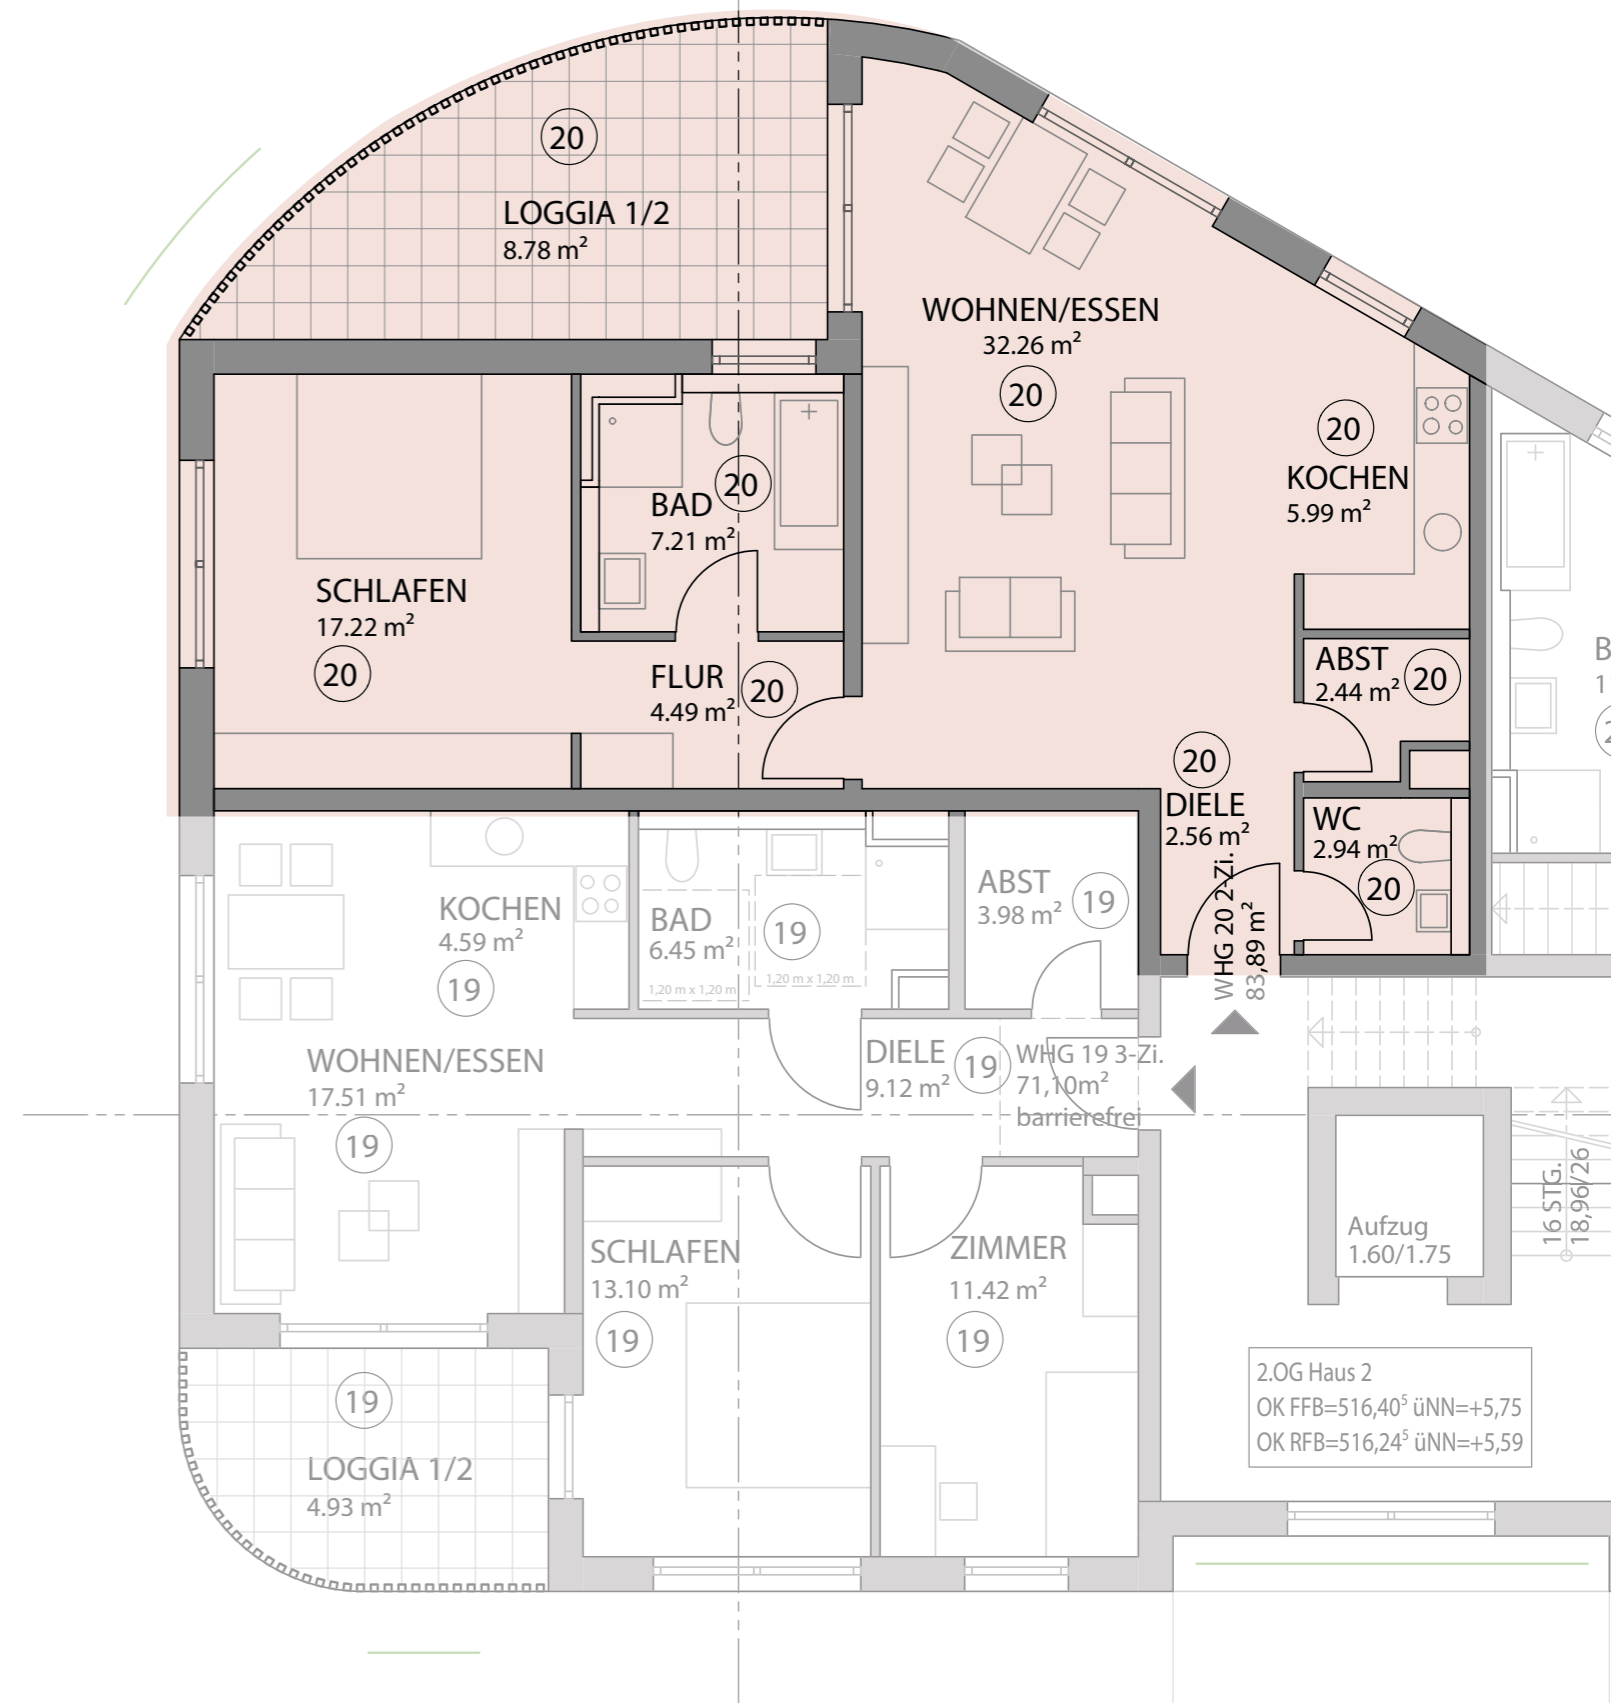 20
LOGGIA 1/2
8.78 m²
WOHNEN/ESSEN
32.26 m²
20
20
KOCHEN
5.99 m²
20
BAD
7.21 m²
SCHLAFEN
17.22 m²
20
FLUR
4.49 m²
20
ABST
2.44 m²
20
20
DIELE
2.56 m²
WC
2.94 m²
20
WHG 20 2-Zi.
83,89 m²
KOCHEN
4.59 m²
19
BAD
6.45 m²
19
1,20 m x 1,20 m
1,20 m x 1,20 m
ABST
3.98 m²
19
WOHNEN/ESSEN
17.51 m²
19
DIELE
9.12 m²
19
WHG 19 3-Zi.
71,10m²
barrierefrei
SCHLAFEN
13.10 m²
19
ZIMMER
11.42 m²
19
Aufzug
1.60/1.75
16 STG.
18,96/26
19
LOGGIA 1/2
4.93 m²
2.OG Haus 2
OK FFB=516,40⁵ üNN=+5,75
OK RFB=516,24⁵ üNN=+5,59